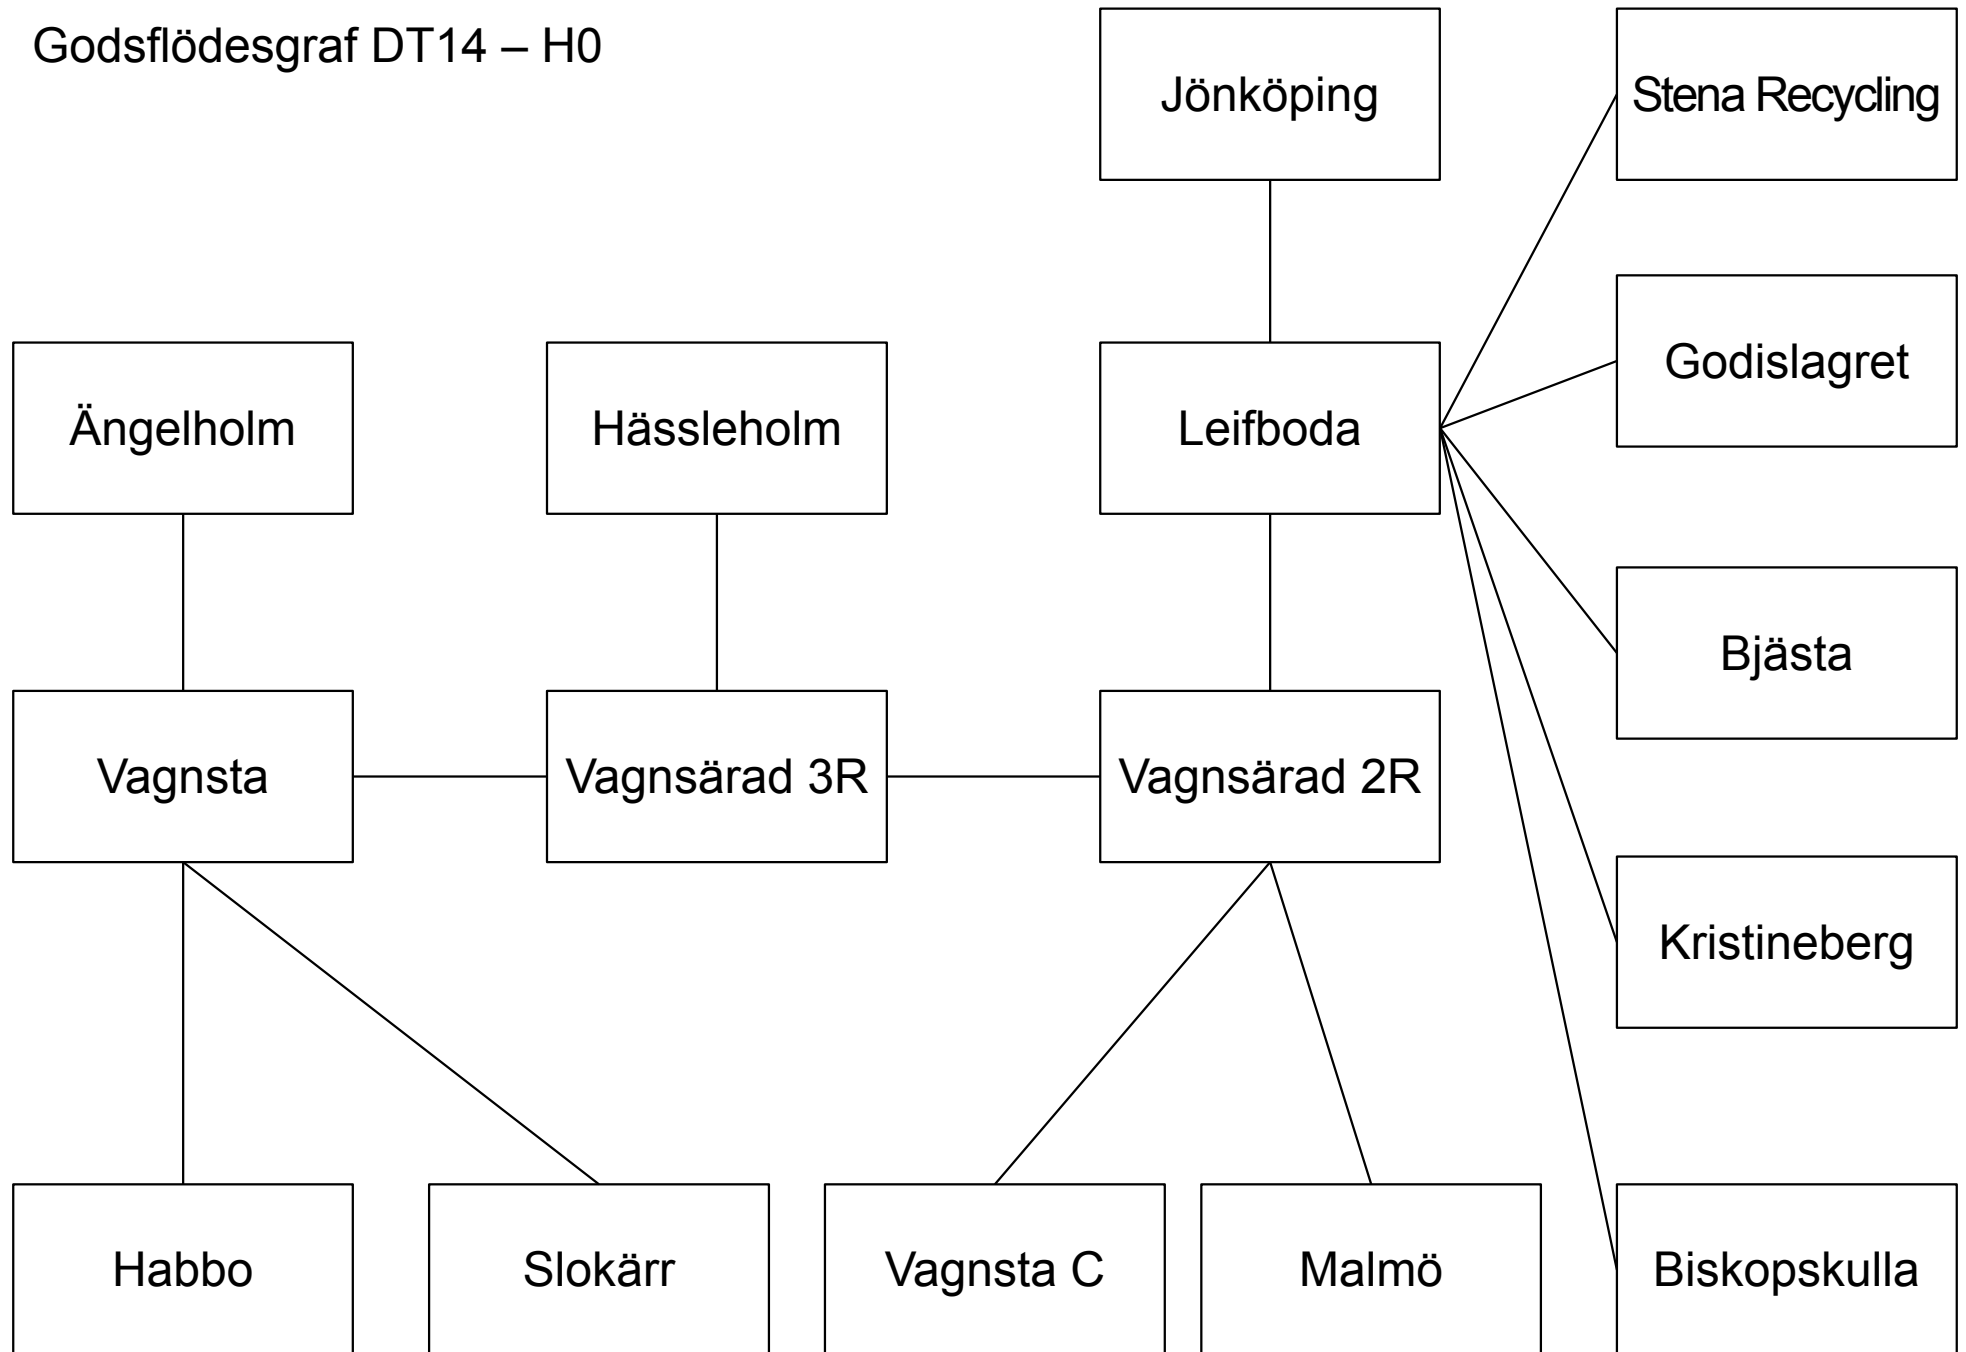 Godsflödesgraf DT14 – H0
Jönköping
Stena Recycling
Godislagret
Ängelholm
Hässleholm
Leifboda
Bjästa
Vagnsta
Vagnsärad 3R
Vagnsärad 2R
Kristineberg
Habbo
Slokärr
Vagnsta C
Malmö
Biskopskulla